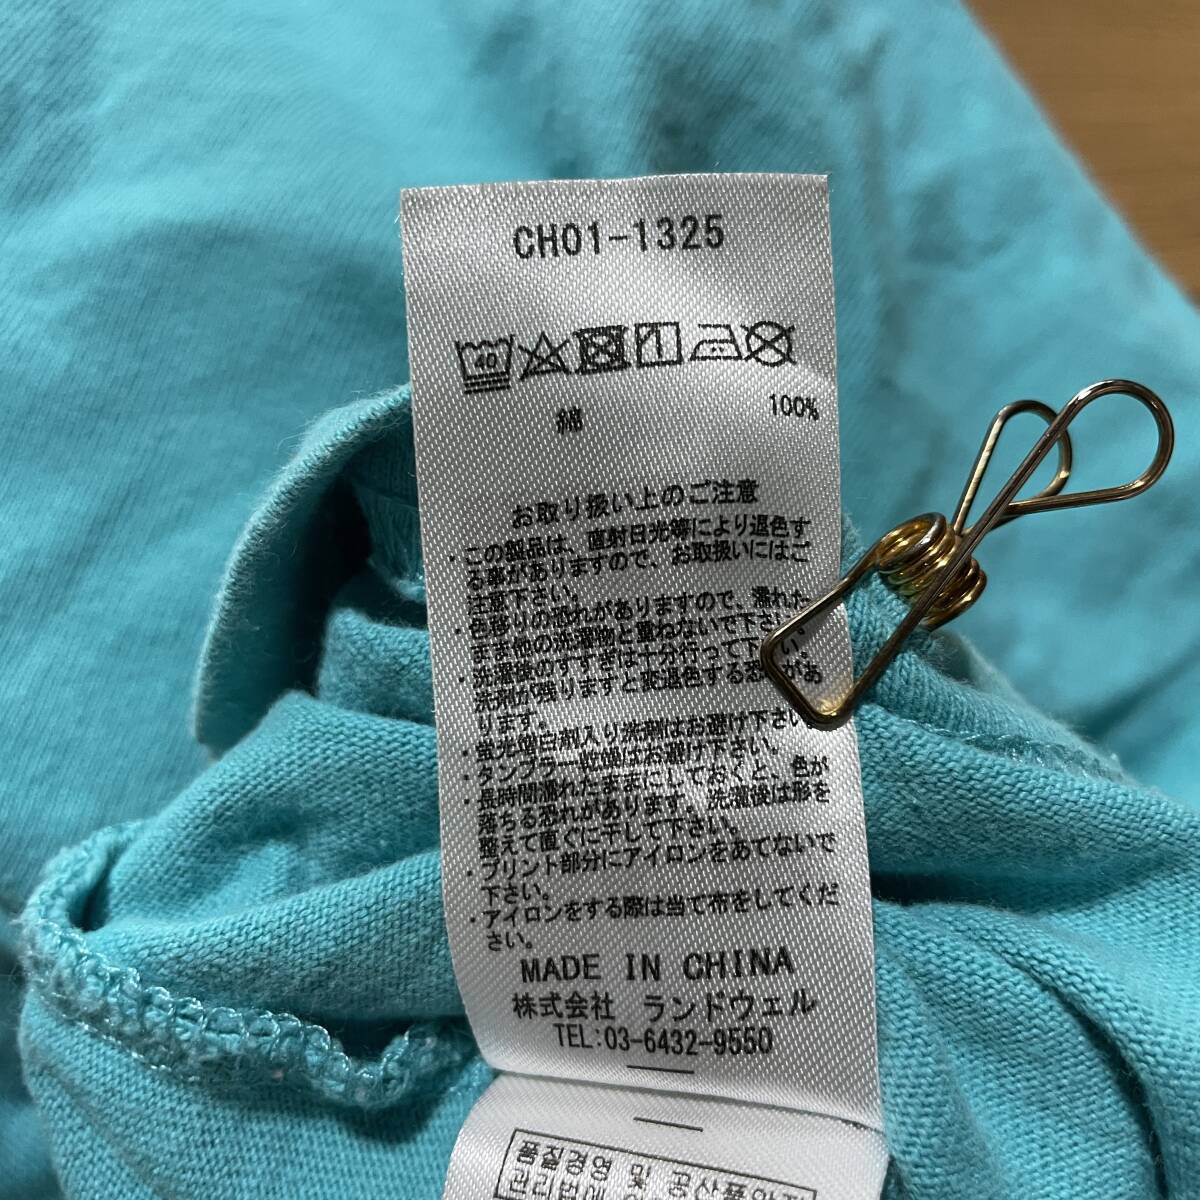 CH01-1325
40
綿 100%
お取り扱い上のご注意
・この製品は、直射日光等により退色す
る事がありますので、お取扱いにはご
注意下さい。
・色移りの恐れがありますので、濡れた
まま他の洗濯物と重ねないで下さい。
・洗濯後のすすぎは十分行って下さい。
洗剤が残りますと変退色する恐れがあ
ります。
・蛍光増白剤入り洗剤はお避け下さい。
・タンブラー乾燥はお避け下さい。
・長時間濡れたままにしておくと、色が
落ちる恐れがあります。洗濯後は形を
整えて直ぐに干して下さい。
・プリント部分にアイロンをあてないで
下さい。
・アイロンをする際は当て布をしてくだ
さい。
MADE IN CHINA
株式会社 ランドウェル
TEL:03-6432-9550
품질경영 및 공산품안전